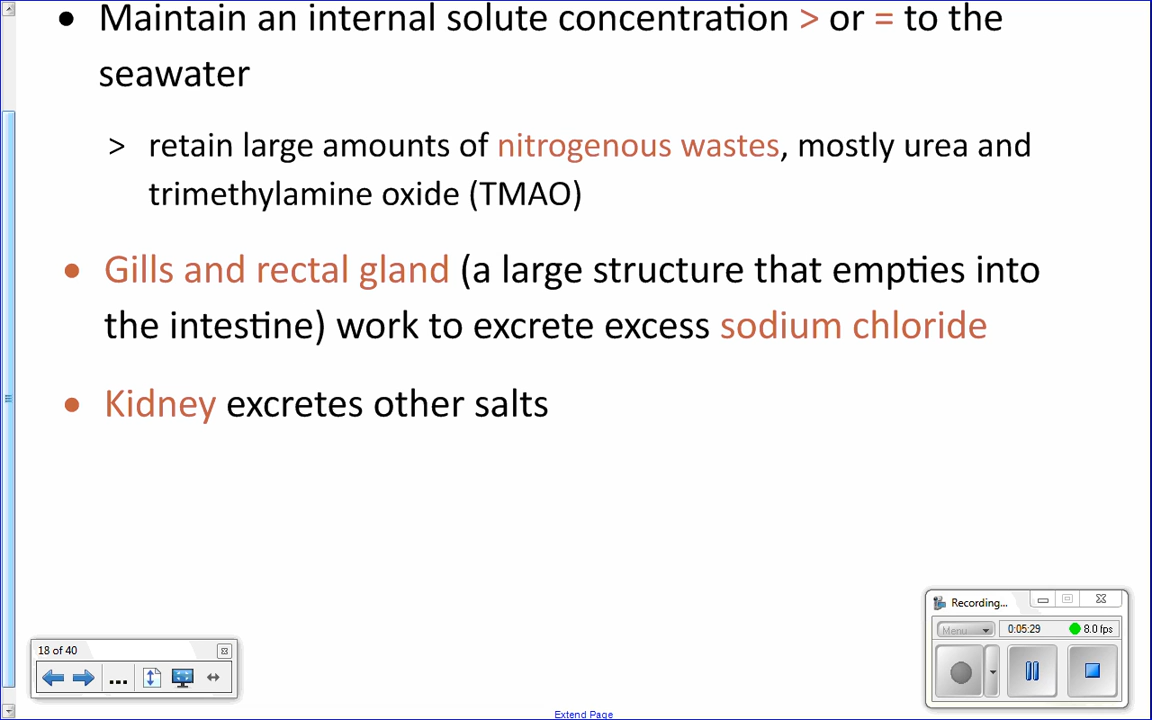 • Maintain an internal solute concentration > or = to the
seawater
> retain large amounts of nitrogenous wastes, mostly urea and
trimethylamine oxide (TMAO)
• Gills and rectal gland (a large structure that empties into
the intestine) work to excrete excess sodium chloride
• Kidney excretes other salts
Recording...
Menu
0:05:29
8.0 fps
18 of 40
...
Extend Page